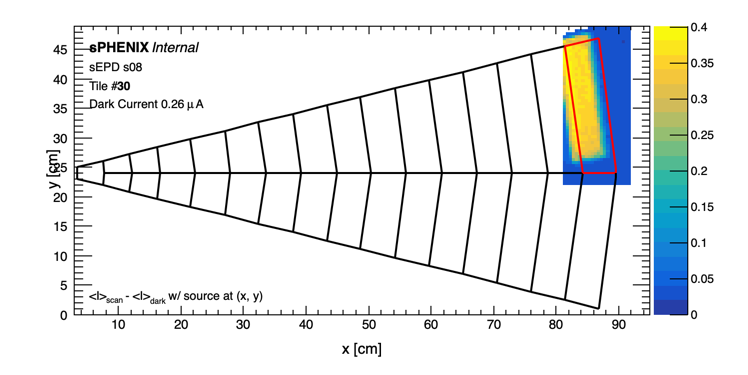 sPHENIX Internal
sEPD s08
Tile #30
Dark Current 0.26 μA
<I>scan - <I>dark w/ source at (x, y)
y [cm]
45
40
35
30
25
20
15
10
5
0
10 20 30 40 50 60 70 80 90
x [cm]
0.4
0.35
0.3
0.25
0.2
0.15
0.1
0.05
0